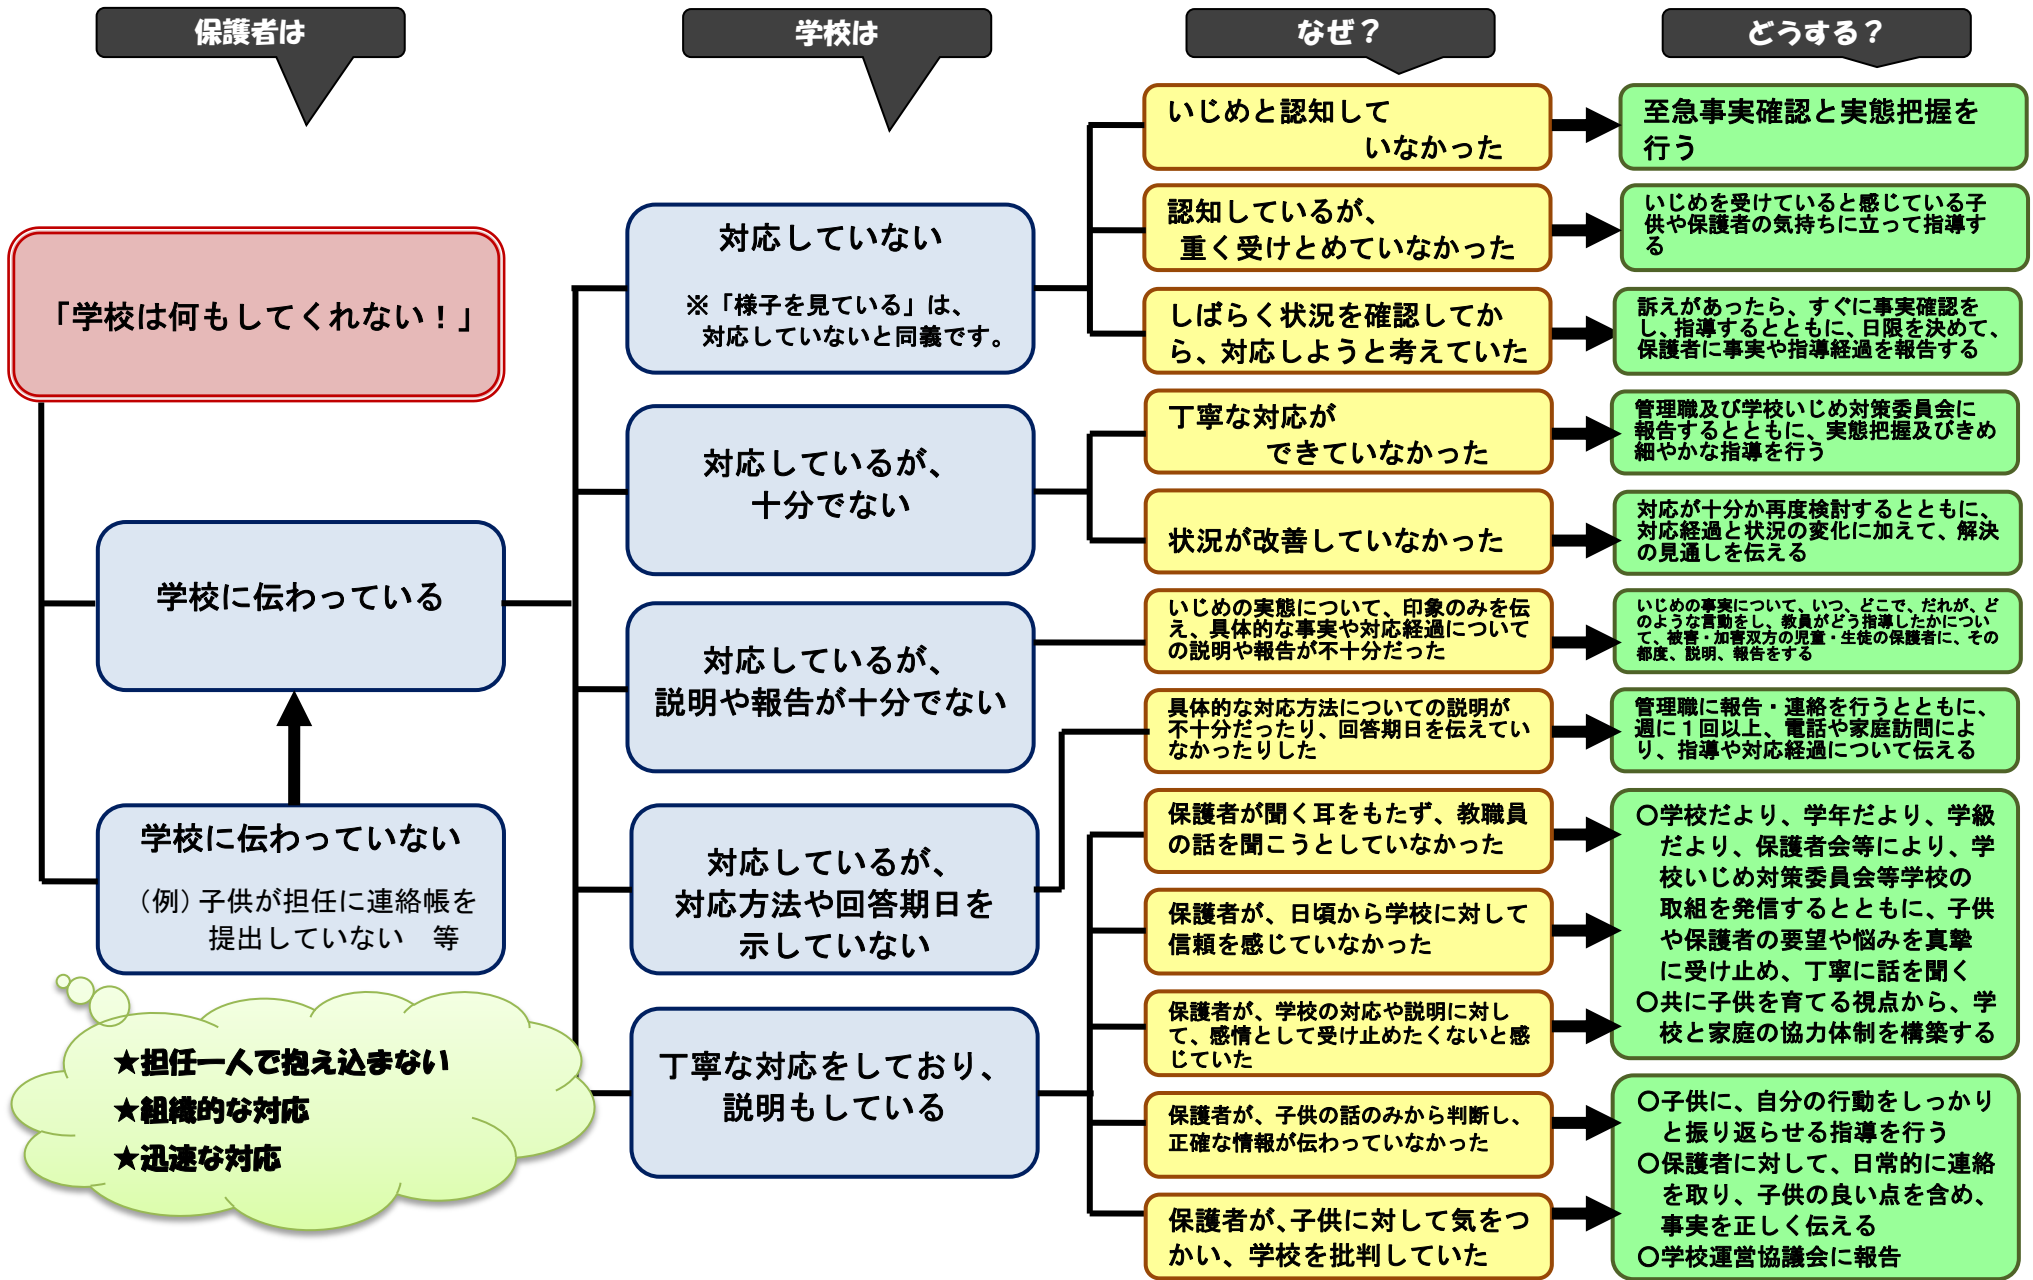 保護者は
学校は
なぜ？
どうする？
「学校は何もしてくれない！」
学校に伝わっている
学校に伝わっていない
（例）子供が担任に連絡帳を
提出していない　等
★担任一人で抱え込まない
★組織的な対応
★迅速な対応
対応していない
※「様子を見ている」は、
対応していないと同義です。
対応しているが、
十分でない
対応しているが、
説明や報告が十分でない
対応しているが、
対応方法や回答期日を
示していない
丁寧な対応をしており、
説明もしている
いじめと認知して
いなかった
認知しているが、
重く受けとめていなかった
しばらく状況を確認してか
ら、対応しようと考えていた
丁寧な対応が
できていなかった
状況が改善していなかった
いじめの実態について、印象のみを伝
え、具体的な事実や対応経過について
の説明や報告が不十分だった
具体的な対応方法についての説明が
不十分だったり、回答期日を伝えてい
なかったりした
保護者が聞く耳をもたず、教職員
の話を聞こうとしていなかった
保護者が、日頃から学校に対して
信頼を感じていなかった
保護者が、学校の対応や説明に対し
て、感情として受け止めたくないと感
じていた
保護者が、子供の話のみから判断し、
正確な情報が伝わっていなかった
保護者が、子供に対して気をつ
かい、学校を批判していた
至急事実確認と実態把握を
行う
いじめを受けていると感じている子
供や保護者の気持ちに立って指導す
る
訴えがあったら、すぐに事実確認を
し、指導するとともに、日限を決めて、
保護者に事実や指導経過を報告する
管理職及び学校いじめ対策委員会に
報告するとともに、実態把握及びきめ
細やかな指導を行う
対応が十分か再度検討するとともに、
対応経過と状況の変化に加えて、解決
の見通しを伝える
いじめの事実について、いつ、どこで、だれが、ど
のような言動をし、教員がどう指導したかについ
て、被害・加害双方の児童・生徒の保護者に、その
都度、説明、報告をする
管理職に報告・連絡を行うとともに、
週に１回以上、電話や家庭訪問によ
り、指導や対応経過について伝える
〇学校だより、学年だより、学級
だより、保護者会等により、学
校いじめ対策委員会等学校の
取組を発信するとともに、子供
や保護者の要望や悩みを真摯
に受け止め、丁寧に話を聞く
〇共に子供を育てる視点から、学
校と家庭の協力体制を構築する
〇子供に、自分の行動をしっかり
と振り返らせる指導を行う
〇保護者に対して、日常的に連絡
を取り、子供の良い点を含め、
事実を正しく伝える
〇学校運営協議会に報告